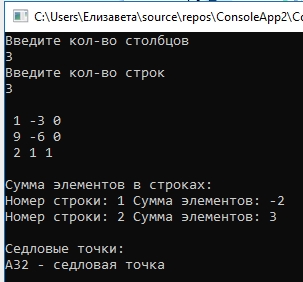 C:\Users\Елизавета\source\repos\ConsoleApp2\Co
Введите кол-во столбцов
3
Введите кол-во строк
3
1 -3 0
9 -6 0
2 1 1
Сумма элементов в строках:
Номер строки: 1 Сумма элементов: -2
Номер строки: 2 Сумма элементов: 3
Седловые точки:
А32 - седловая точка